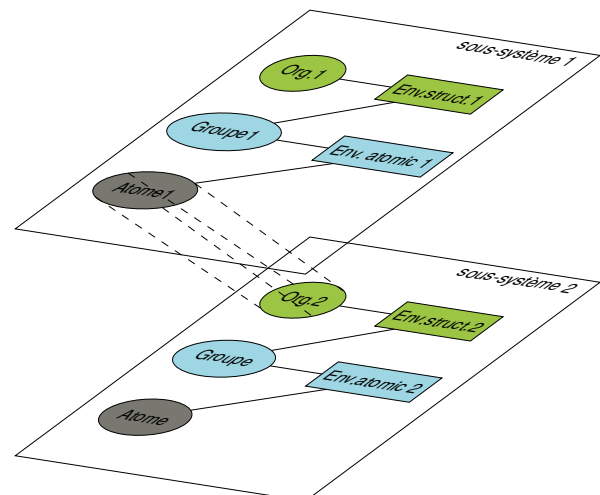 sous-système 1
Org.1
Env.struct.1
Groupe1
Env. atomic 1
Atome1
sous-système 2
Org.2
Env.struct.2
Groupe
Env.atomic 2
Atome